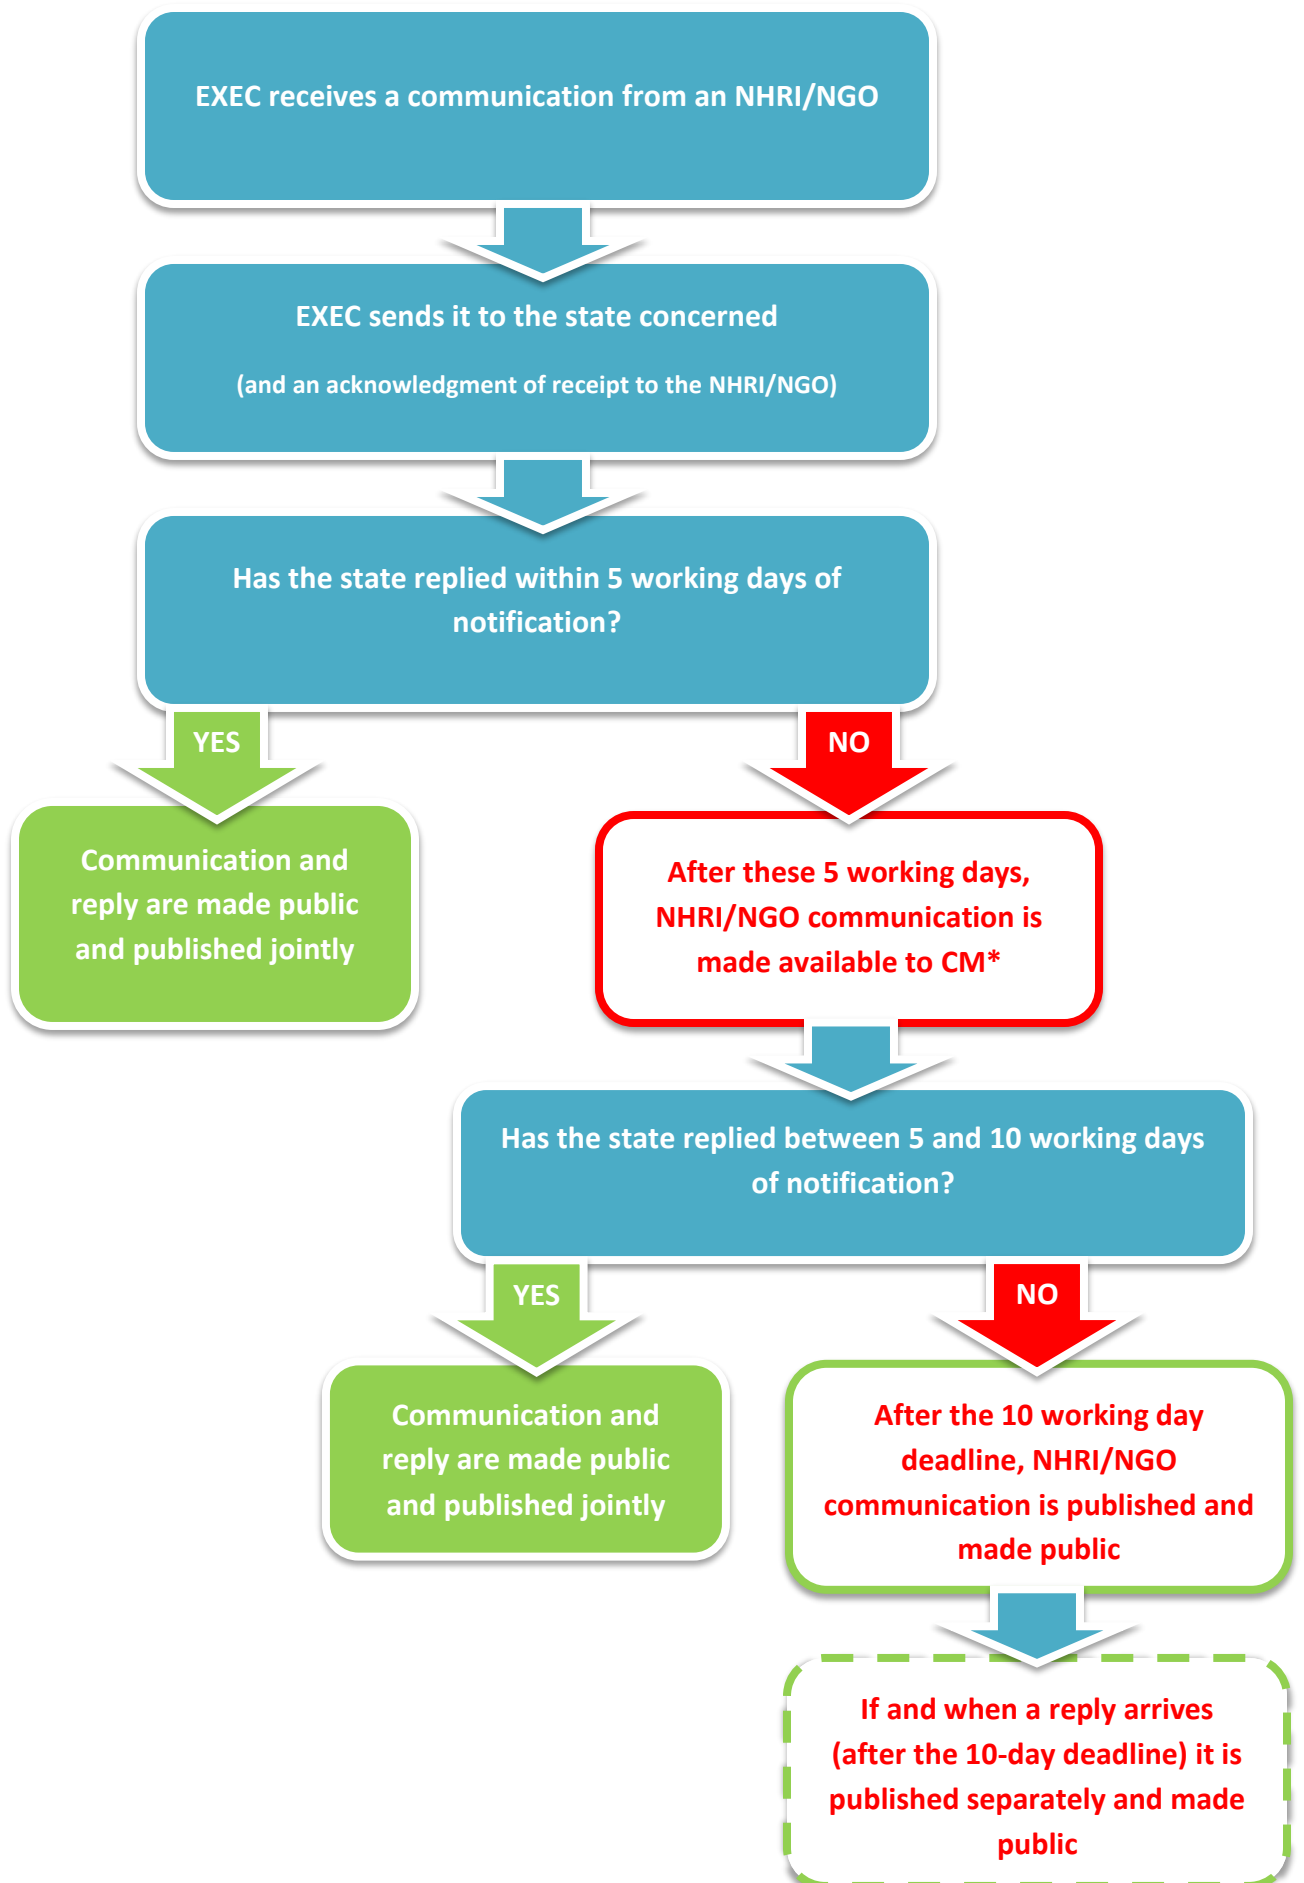 EXEC receives a communication from an NHRI/NGO
EXEC sends it to the state concerned
(and an acknowledgment of receipt to the NHRI/NGO)
Has the state replied within 5 working days of
notification?
YES
NO
Communication and
reply are made public
and published jointly
After these 5 working days,
NHRI/NGO communication is
made available to CM*
Has the state replied between 5 and 10 working days
of notification?
YES
NO
Communication and
reply are made public
and published jointly
After the 10 working day
deadline, NHRI/NGO
communication is published and
made public
If and when a reply arrives
(after the 10-day deadline) it is
published separately and made
public